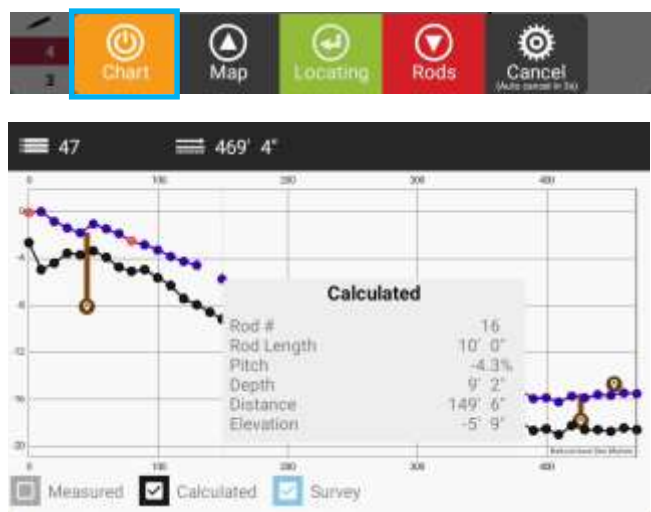 4
3
Chart
Map
Locating
Rods
Cancel
(Auto cancel in 3s)
47
469' 4"
0 100 200 300 400
0
-4
-8
-12
16
20
Calculated
Rod # 16
Rod Length 10' 0"
Pitch -4.3%
Depth 9' 2"
Distance 149' 6"
Elevation -5' 9"
0 100 200 300 400
Measured
Calculated
Survey